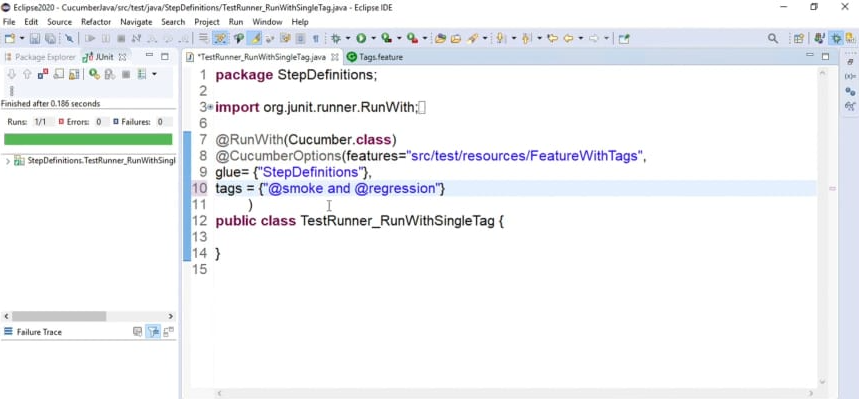 Eclipse2020 - CucumberJava/src/test/java/StepDefinitions/TestRunner_RunWithSingleTag.java - Eclipse IDE
File Edit Source Refactor Navigate Search Project Run Window Help
Package Explorer JUnit
*TestRunner_RunWithSingleTag.java Tags.feature
Finished after 0.186 seconds
Runs: 1/1 Errors: 0 Failures: 0
StepDefinitions.TestRunner_RunWithSingl
Failure Trace
1 package StepDefinitions;
2
3 import org.junit.runner.RunWith;
6
7 @RunWith(Cucumber.class)
8 @CucumberOptions(features="src/test/resources/FeatureWithTags",
9 glue= {"StepDefinitions"},
10 tags = {"@smoke and @regression"}
11 )
12 public class TestRunner_RunWithSingleTag {
13
14 }
15